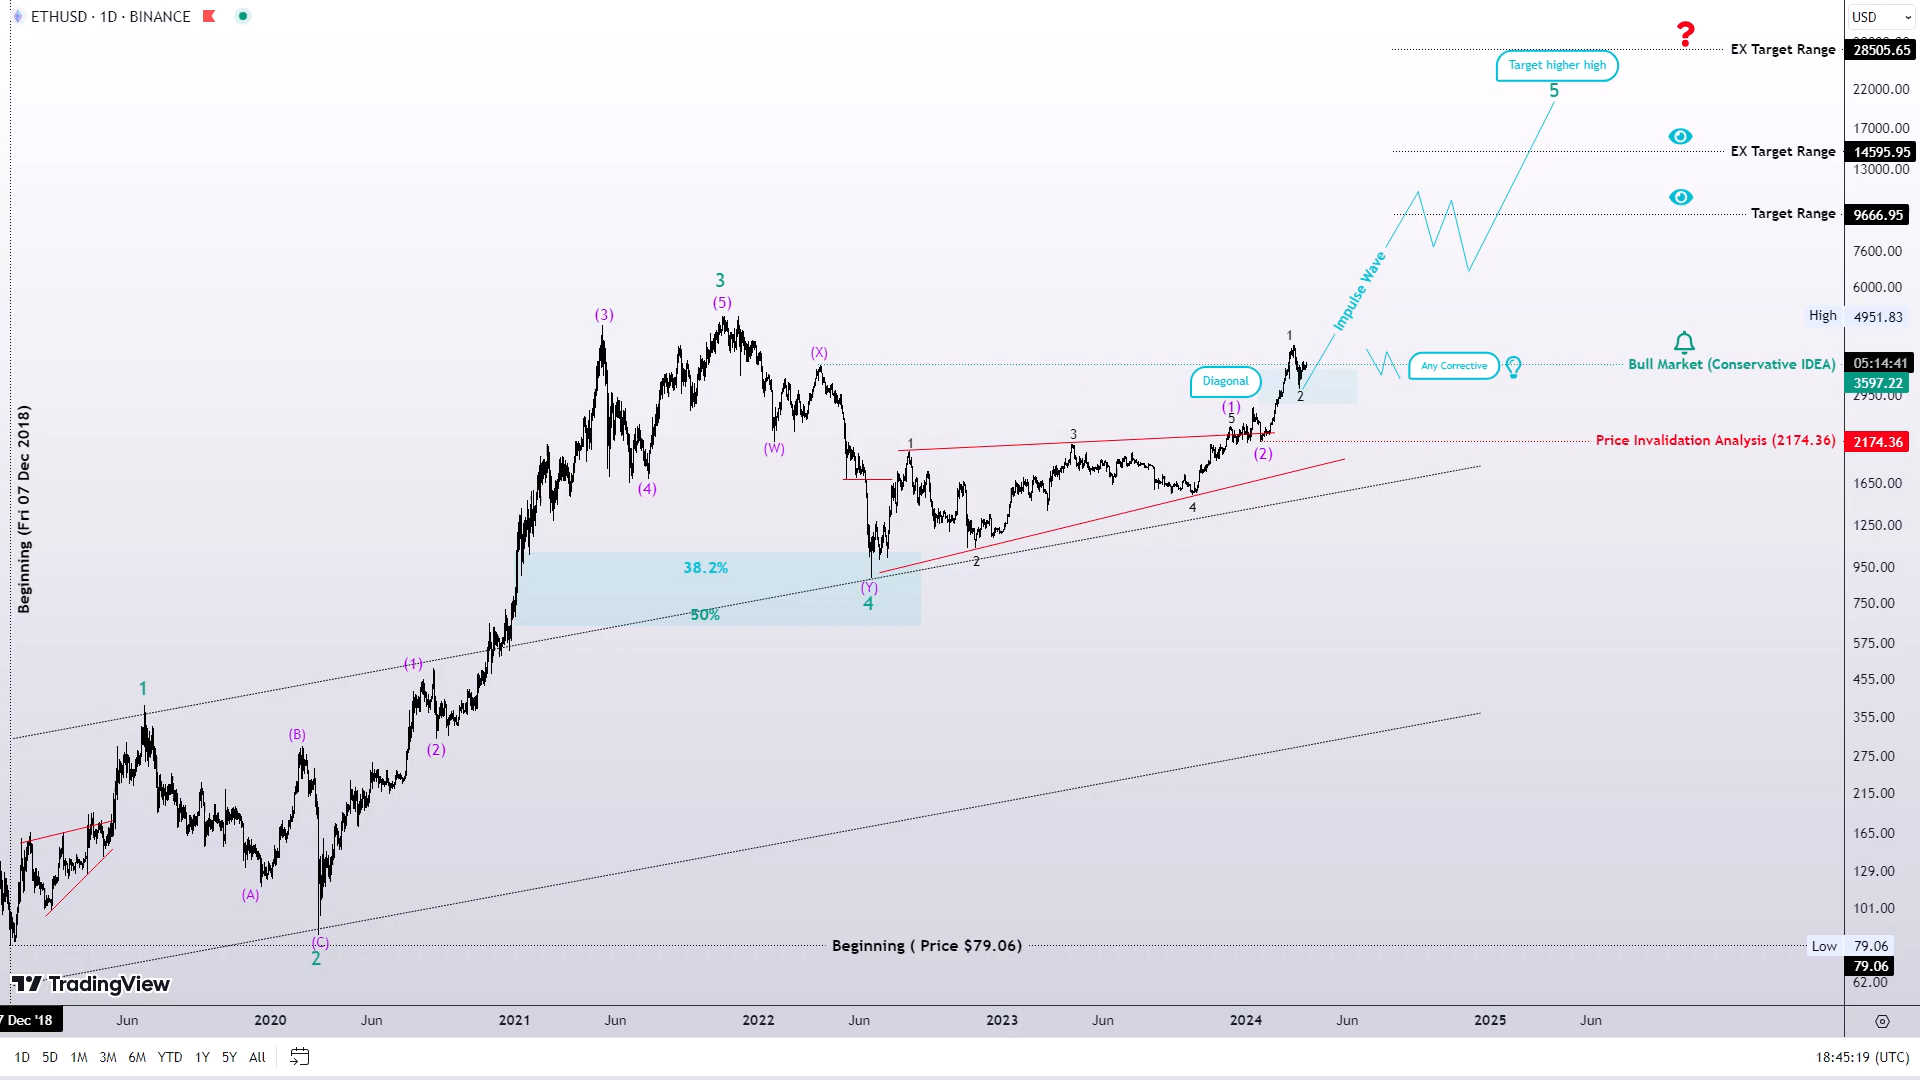 ETHUSD · 1D · BINANCE
USD
?
EX Target Range 28505.65
Target higher high
5
22000.00
17000.00
EX Target Range 14595.95
13000.00
Target Range 9666.95
7600.00
Impulse Wave
6000.00
3
(5)
(3)
High 4951.83
1
(X)
Any Corrective
Bull Market (Conservative IDEA) 05:14:41
3597.22
2950.00
Diagonal
2
(1)
5
Price Invalidation Analysis (2174.36) 2174.36
(W)
1
3
(2)
(4)
1650.00
4
1250.00
Beginning (Fri 07 Dec 2018)
2
38.2%
950.00
(Y)
4
750.00
50%
575.00
(1)
455.00
1
355.00
(B)
(2)
275.00
215.00
165.00
129.00
(A)
101.00
(C)
2
Beginning ( Price $79.06)
Low 79.06
79.06
62.00
TradingView
7 Dec '18 Jun 2020 Jun 2021 Jun 2022 Jun 2023 Jun 2024 Jun 2025 Jun
1D 5D 1M 3M 6M YTD 1Y 5Y All
18:45:19 (UTC)